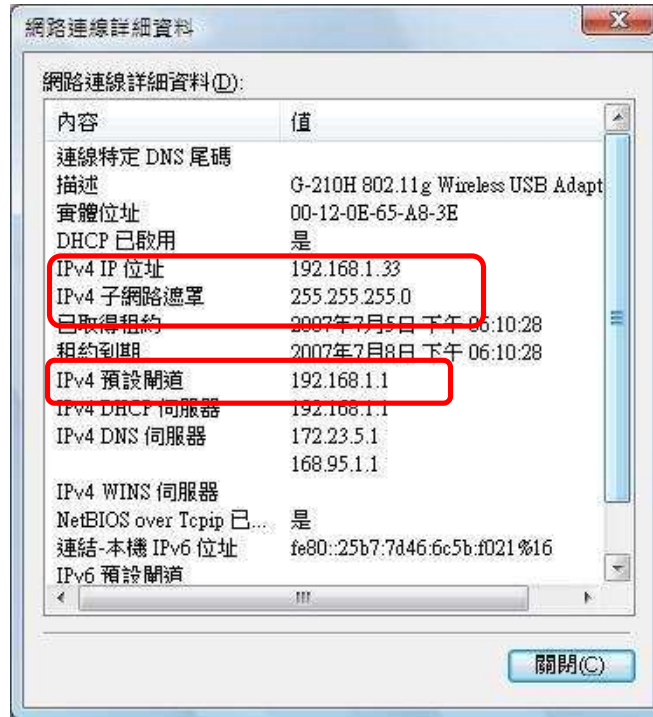 網路連線詳細資料
網路連線詳細資料(D):
內容 值
連線特定 DNS 尾碼
描述 G-210H 802.11g Wireless USB Adapt
實體位址 00-12-0E-65-A8-3E
DHCP 已啟用 是
IPv4 IP 位址 192.168.1.33
IPv4 子網路遮罩 255.255.255.0
已取得租約 2007年7月5日 下午 06:10:28
租約到期 2007年7月8日 下午 06:10:28
IPv4 預設閘道 192.168.1.1
IPv4 DHCP 伺服器 192.168.1.1
IPv4 DNS 伺服器 172.23.5.1
168.95.1.1
IPv4 WINS 伺服器
NetBIOS over Tcpip 已... 是
連結-本機 IPv6 位址 fe80::25b7:7d46:6c5b:f021%16
IPv6 預設閘道
關閉(C)